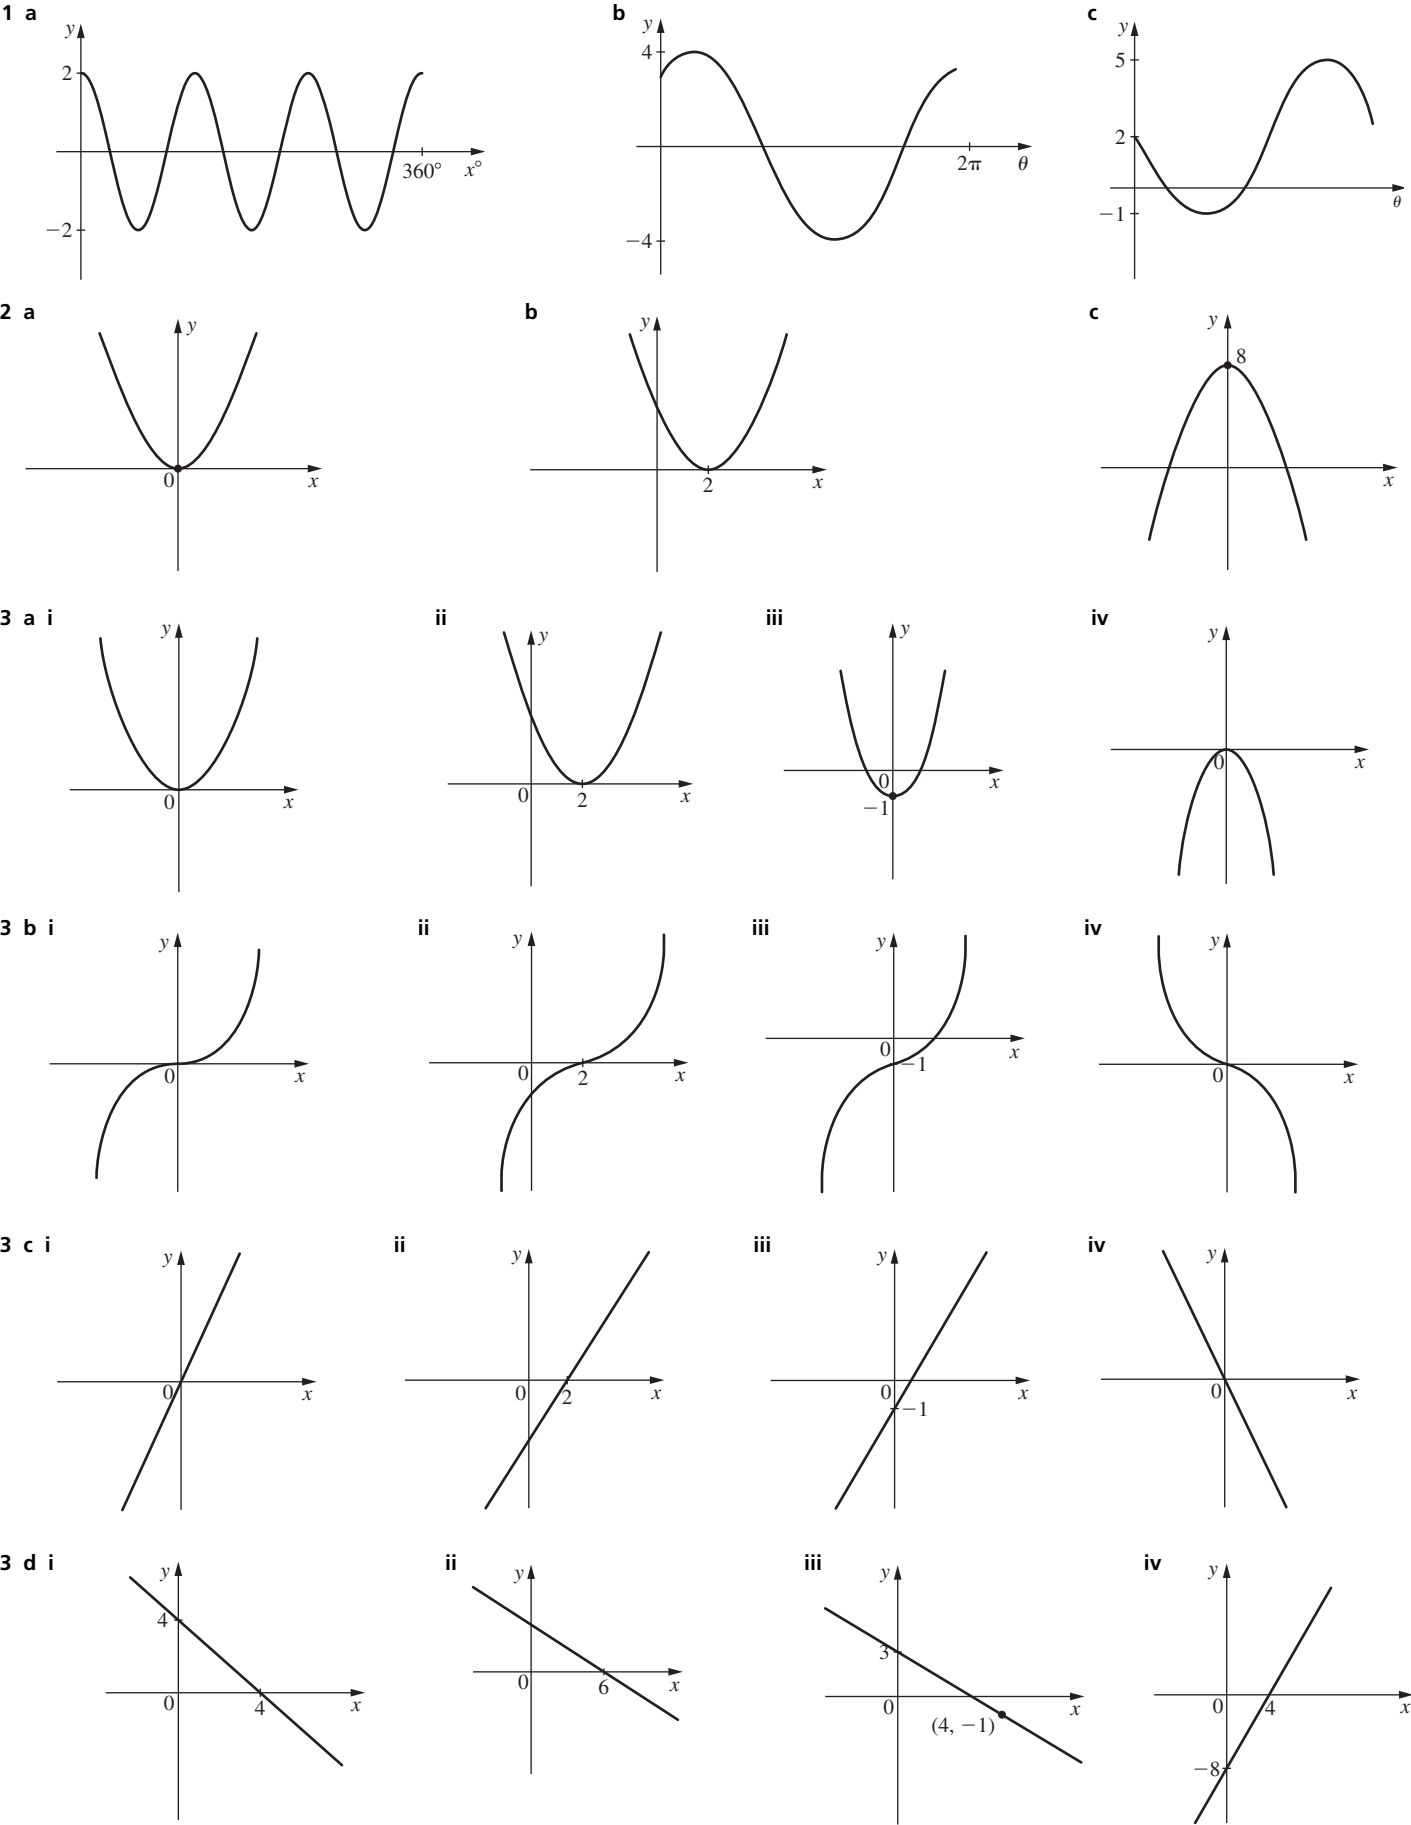 1 a b c
y 2 −2 360° x°
y 4 −4 2π θ
y 5 2 −1 θ
2 a b c
y 0 x
y 2 x
y 8 x
3 a i ii iii iv
y 0 x
y 0 2 x
y 0 −1 x
y 0 x
3 b i ii iii iv
y 0 x
y 0 2 x
y 0 −1 x
y 0 x
3 c i ii iii iv
y 0 x
y 0 2 x
y 0 −1 x
y 0 x
3 d i ii iii iv
y 4 0 4 x
y 0 6 x
y 3 0 (4, −1) x
y 0 4 −8 x